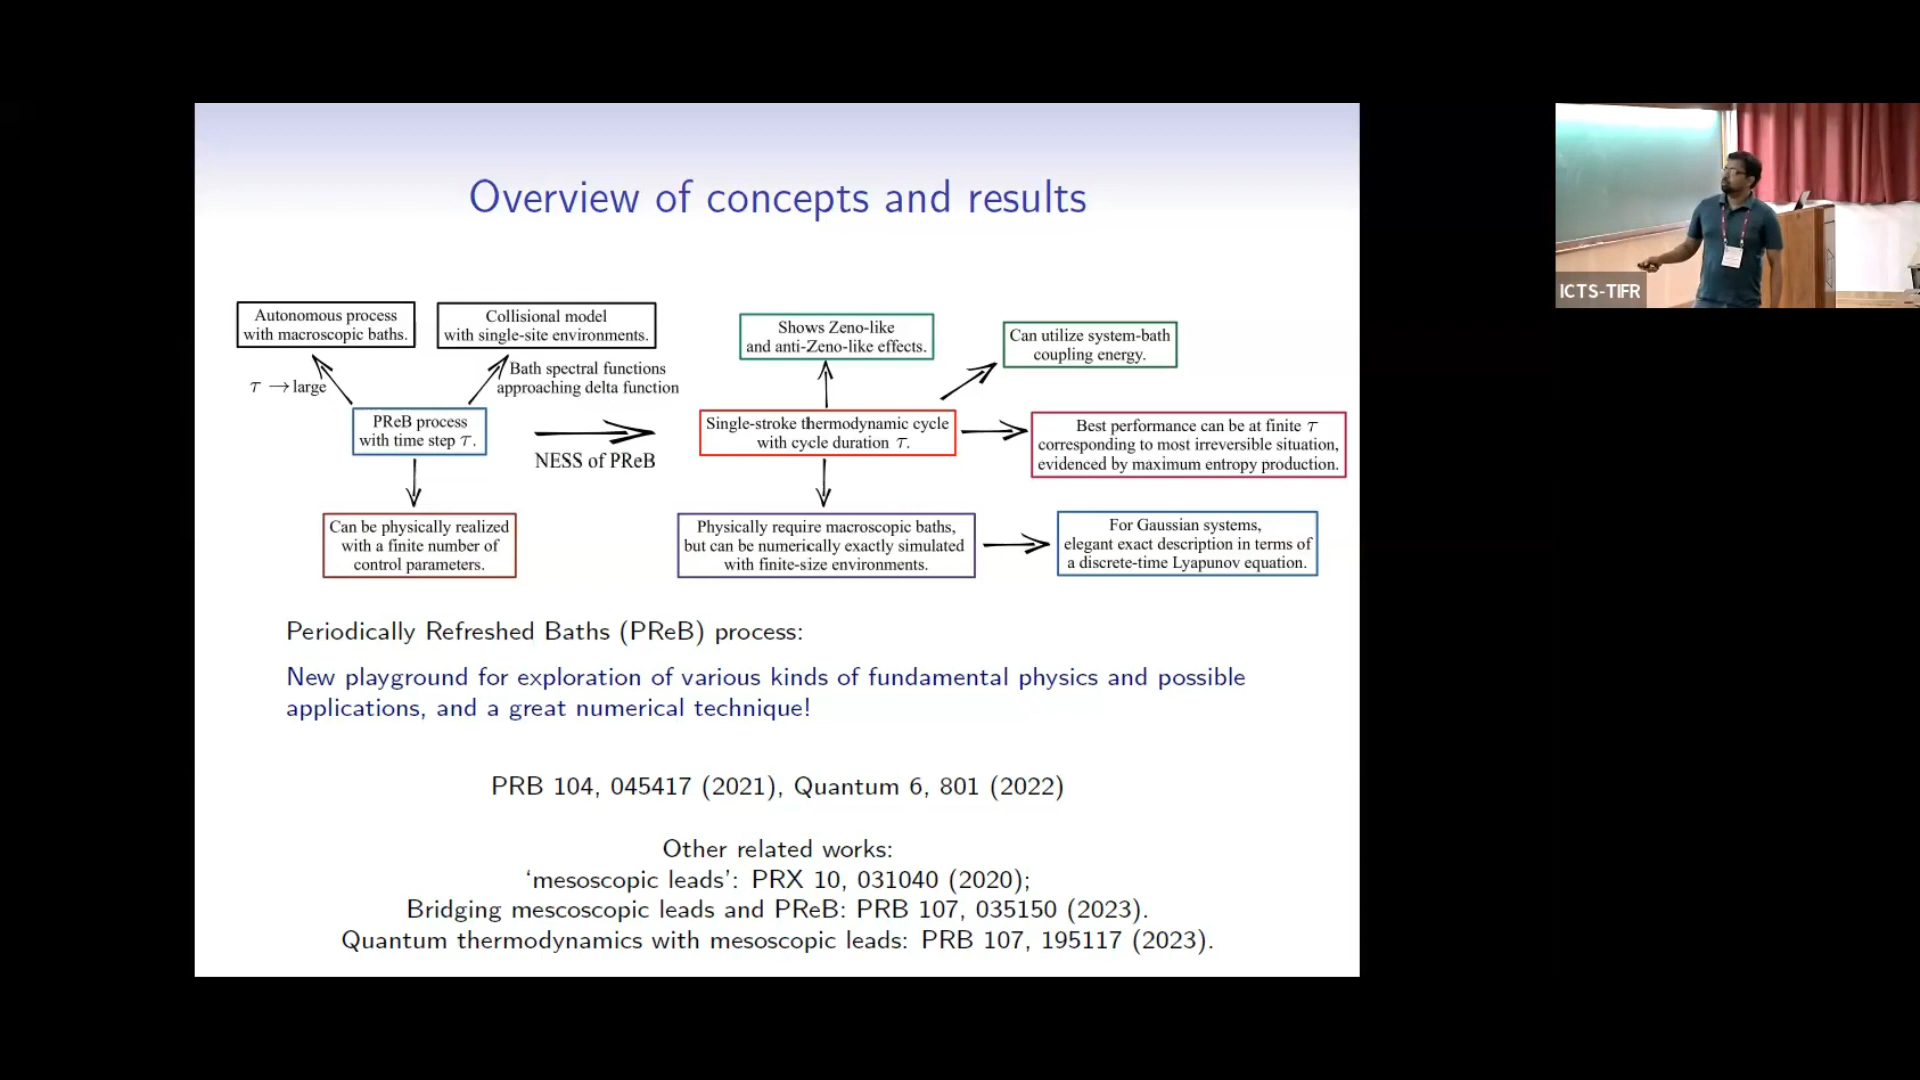 Overview of concepts and results
Autonomous process
with macroscopic baths.
Collisional model
with single-site environments.
τ → large
Bath spectral functions
approaching delta function
PReB process
with time step τ.
NESS of PReB
Can be physically realized
with a finite number of
control parameters.
Shows Zeno-like
and anti-Zeno-like effects.
Can utilize system-bath
coupling energy.
Single-stroke thermodynamic cycle
with cycle duration τ.
Best performance can be at finite τ
corresponding to most irreversible situation,
evidenced by maximum entropy production.
Physically require macroscopic baths,
but can be numerically exactly simulated
with finite-size environments.
For Gaussian systems,
elegant exact description in terms of
a discrete-time Lyapunov equation.
Periodically Refreshed Baths (PReB) process:
New playground for exploration of various kinds of fundamental physics and possible
applications, and a great numerical technique!
PRB 104, 045417 (2021), Quantum 6, 801 (2022)
Other related works:
‘mesoscopic leads’: PRX 10, 031040 (2020);
Bridging mescoscopic leads and PReB: PRB 107, 035150 (2023).
Quantum thermodynamics with mesoscopic leads: PRB 107, 195117 (2023).
ICTS-TIFR